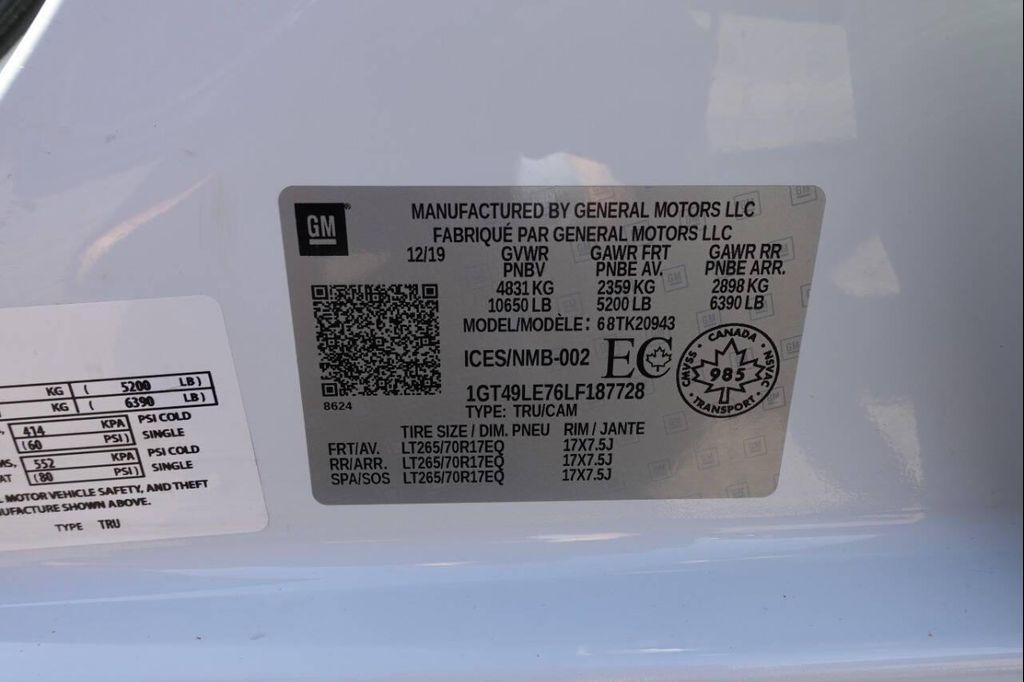 GM®
MANUFACTURED BY GENERAL MOTORS LLC
FABRIQUÉ PAR GENERAL MOTORS LLC
12/19 GVWR GAWR FRT GAWR RR
PNBV PNBE AV. PNBE ARR.
4831 KG 2359 KG 2898 KG
10650 LB 5200 LB 6390 LB
MODEL/MODÈLE: 68TK20943
ICES/NMB-002 EC
CANADA
CMVSS 985 NSVAC
TRANSPORT
8624
1GT49LE76LF187728
TYPE: TRU/CAM
TIRE SIZE / DIM. PNEU RIM / JANTE
FRT/AV. LT265/70R17EQ 17X7.5J
RR/ARR. LT265/70R17EQ 17X7.5J
SPA/SOS LT265/70R17EQ 17X7.5J
KG ( 5200 LB)
KG ( 6390 LB)
414 KPA PSI COLD
(60 PSI) SINGLE
552 KPA PSI COLD
(80 PSI) SINGLE
MOTOR VEHICLE SAFETY, AND THEFT
SHOWN ABOVE.
TYPE TRU